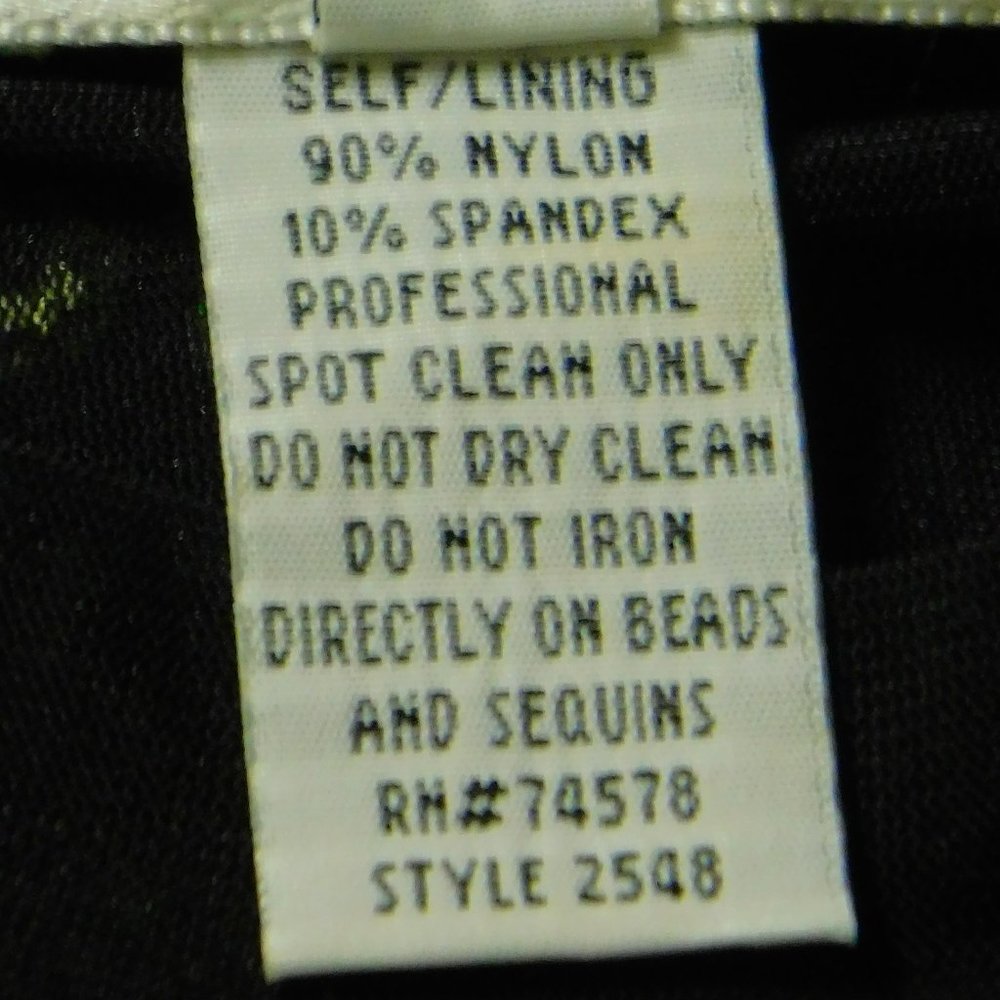 SELF/LINING
90% NYLON
10% SPANDEX
PROFESSIONAL
SPOT CLEAN ONLY
DO NOT DRY CLEAN
DO NOT IRON
DIRECTLY ON BEADS
AND SEQUINS
RN#74578
STYLE 2548